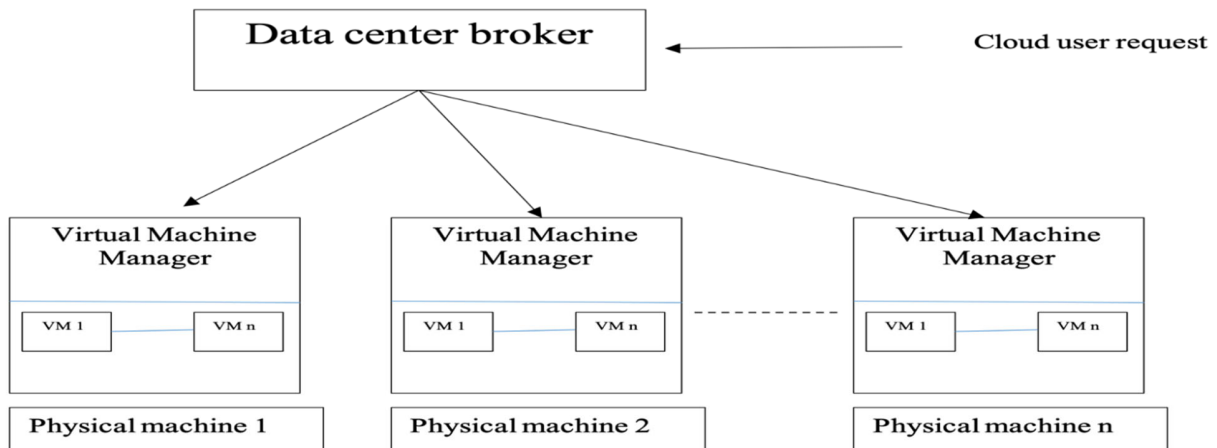 Data center broker
Cloud user request
Virtual Machine
Manager
Virtual Machine
Manager
Virtual Machine
Manager
VM 1
VM n
VM 1
VM n
VM 1
VM n
Physical machine 1
Physical machine 2
Physical machine n